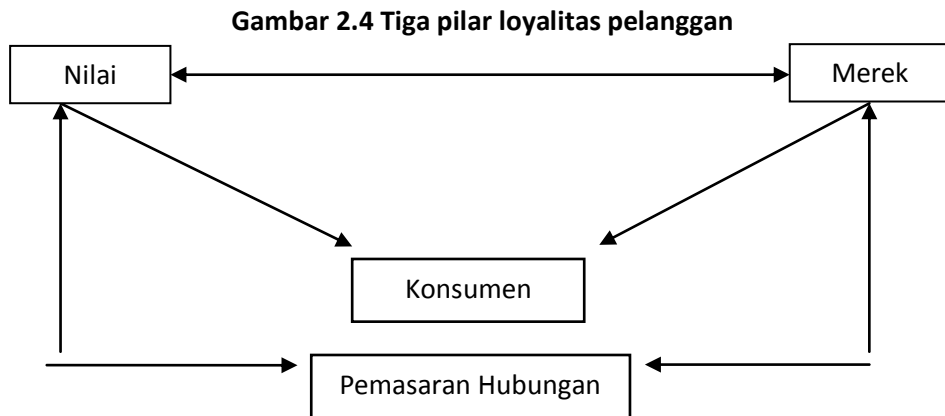 Gambar 2.4 Tiga pilar loyalitas pelanggan
Nilai
Merek
Konsumen
Pemasaran Hubungan